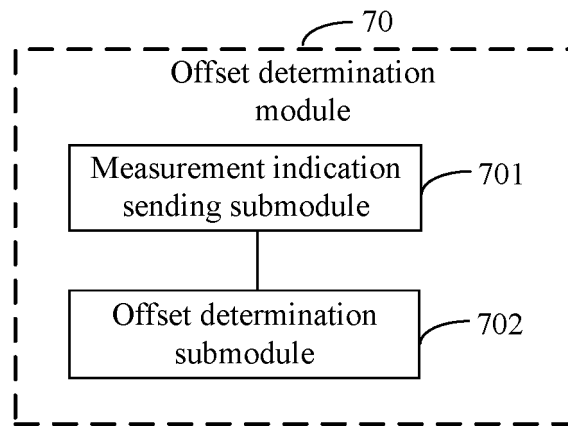 70
Offset determination
module
Measurement indication
sending submodule
701
Offset determination
submodule
702